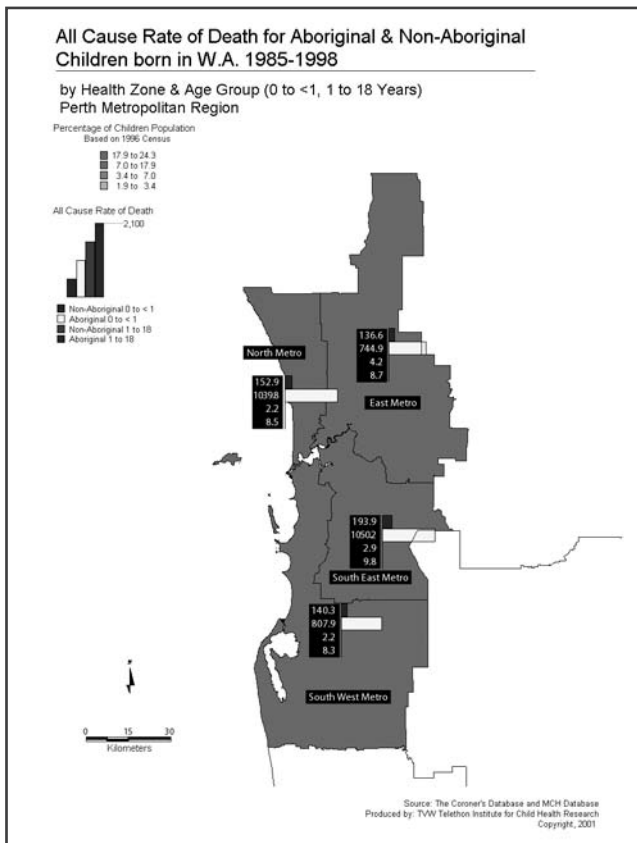 All Cause Rate of Death for Aboriginal & Non-Aboriginal
Children born in W.A. 1985-1998
by Health Zone & Age Group (0 to <1, 1 to 18 Years)
Perth Metropolitan Region
Percentage of Children Population
Based on 1996 Census
17.9 to 24.3
7.0 to 17.9
3.4 to 7.0
1.9 to 3.4
All Cause Rate of Death
2,100
Non-Aboriginal 0 to < 1
Aboriginal 0 to < 1
Non-Aboriginal 1 to 18
Aboriginal 1 to 18
136.6
744.9
4.2
8.7
East Metro
North Metro
152.9
1039.8
2.2
8.5
193.9
1050.2
2.9
9.8
South East Metro
140.3
807.9
2.2
8.3
South West Metro
0 15 30
Kilometers
Source: The Coroner's Database and MCH Database
Produced by: TVW Telethon Institute for Child Health Research
Copyright, 2001